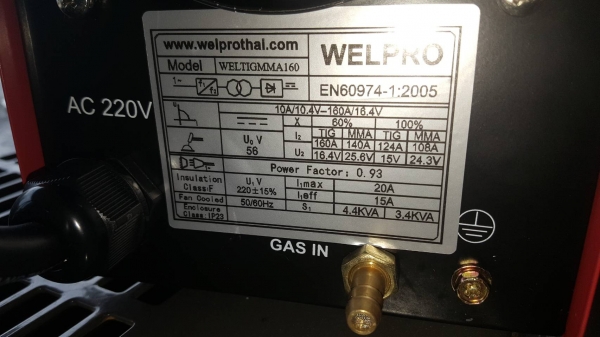 www.welprothai.com WELPRO
Model WELTIGMMA160
EN60974-1:2005
AC 220V
10A/10.4V-160A/16.4V
X 60% 100%
I₂ TIG MMA TIG MMA
160A 140A 124A 108A
U₀ V
56
U₂ 16.4V 25.6V 15V 24.3V
Power Factor: 0.93
Insulation
Class:F
U₁ V
220±15%
I₁max 20A
Fan Cooled 50/60Hz I₁eff 15A
Enclosure
Class IP23
S₁ 4.4KVA 3.4KVA
GAS IN